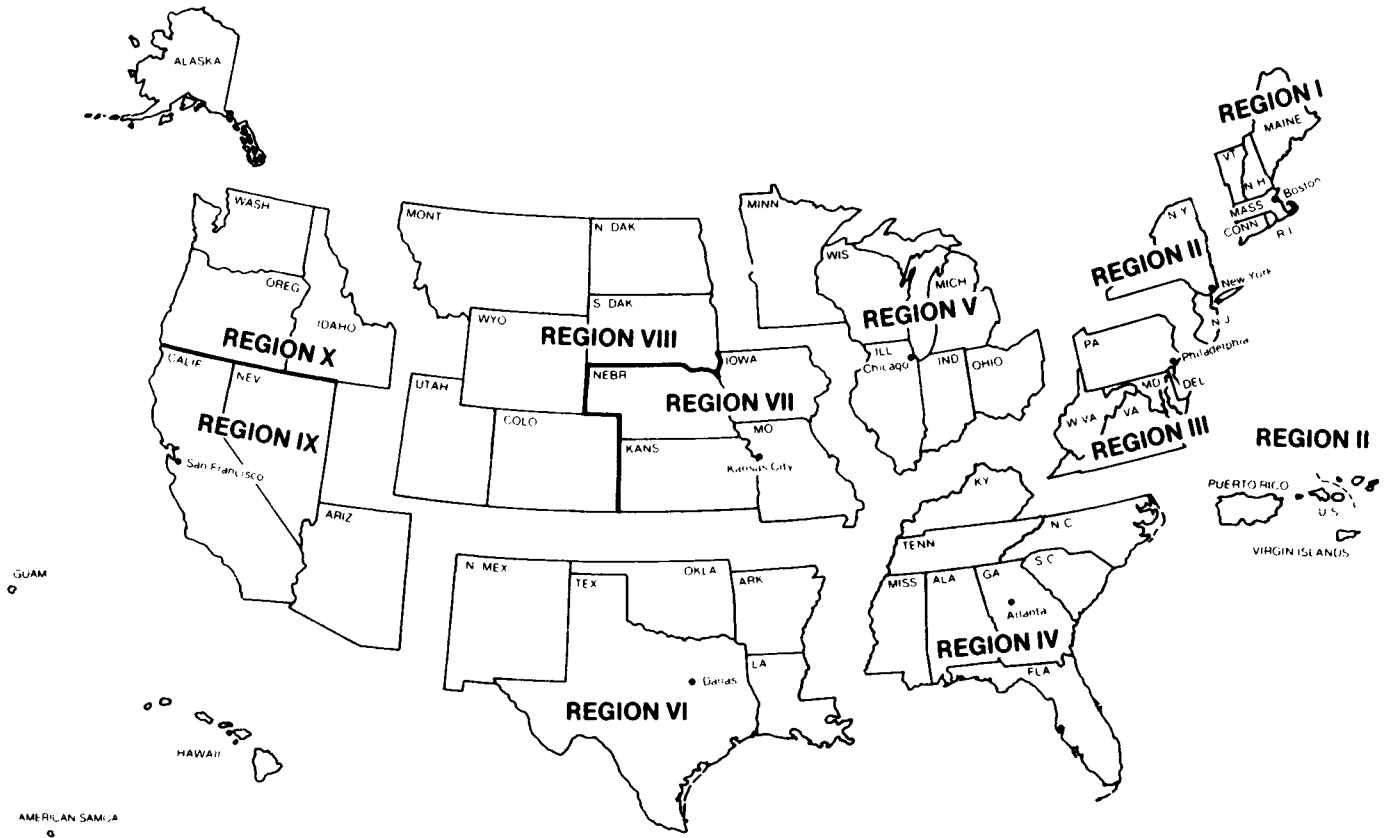 ALASKA
REGION I
MAINE
VT
N H
Boston
MASS
CONN
R I
WASH
MONT
N DAK
MINN
N Y
WIS
REGION II
OREG
MICH
New York
S DAK
REGION V
N J
IDAHO
WYO
REGION VIII
REGION X
PA
CALIF
ILL
IND
OHIO
IOWA
Philadelphia
Chicago
NEV
UTAH
NEBR
MD
DEL
REGION VII
W VA
VA
REGION IX
COLO
MO
REGION III
REGION II
KANS
San Francisco
Kansas City
KY
PUERTO RICO
ARIZ
U.S.
N C
TENN
VIRGIN ISLANDS
S C
GUAM
N MEX
OKLA
TEX
ARK
MISS
ALA
GA
Atlanta
REGION IV
LA
FLA
Dallas
REGION VI
HAWAII
AMERICAN SAMOA